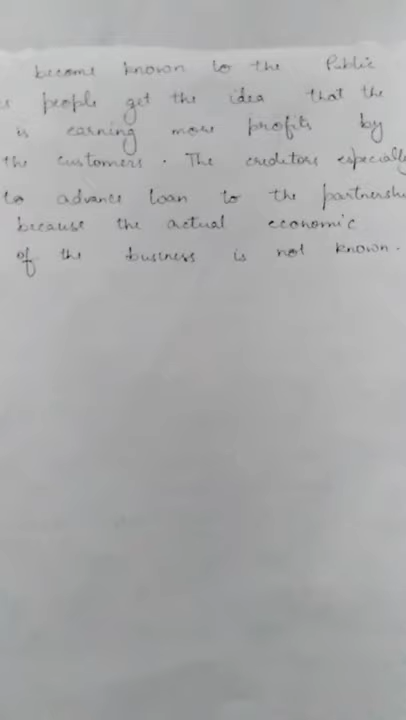 become known to the Public
people get the idea that the
is earning more profits by
the customers. The creditors especially
to advance loan to the
because the actual economic
of the business is not known.